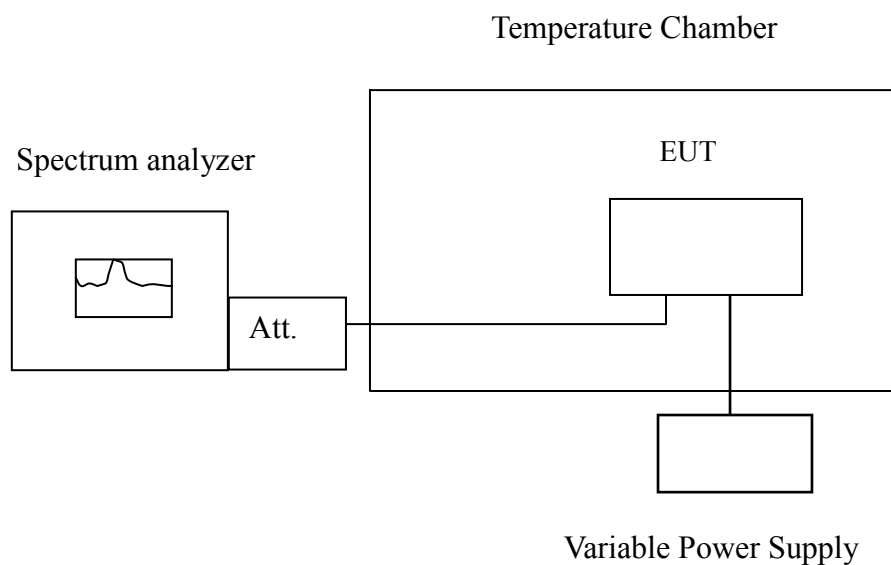 Temperature Chamber
Spectrum analyzer
EUT
Att.
Variable Power Supply